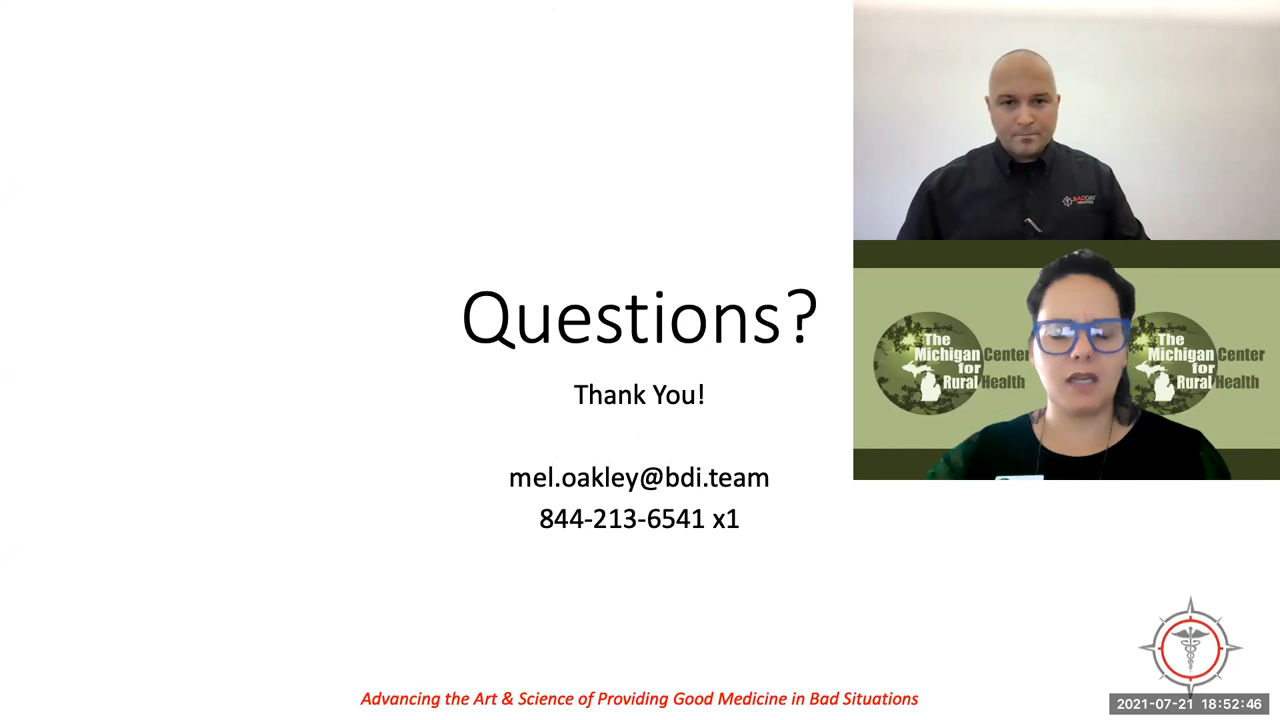 Questions?
Thank You!
mel.oakley@bdi.team
844-213-6541 x1
Advancing the Art & Science of Providing Good Medicine in Bad Situations
BADDAY
The
Michigan Center
for
Rural Health
The
Michigan Center
for
Rural Health
2021-07-21 18:52:46